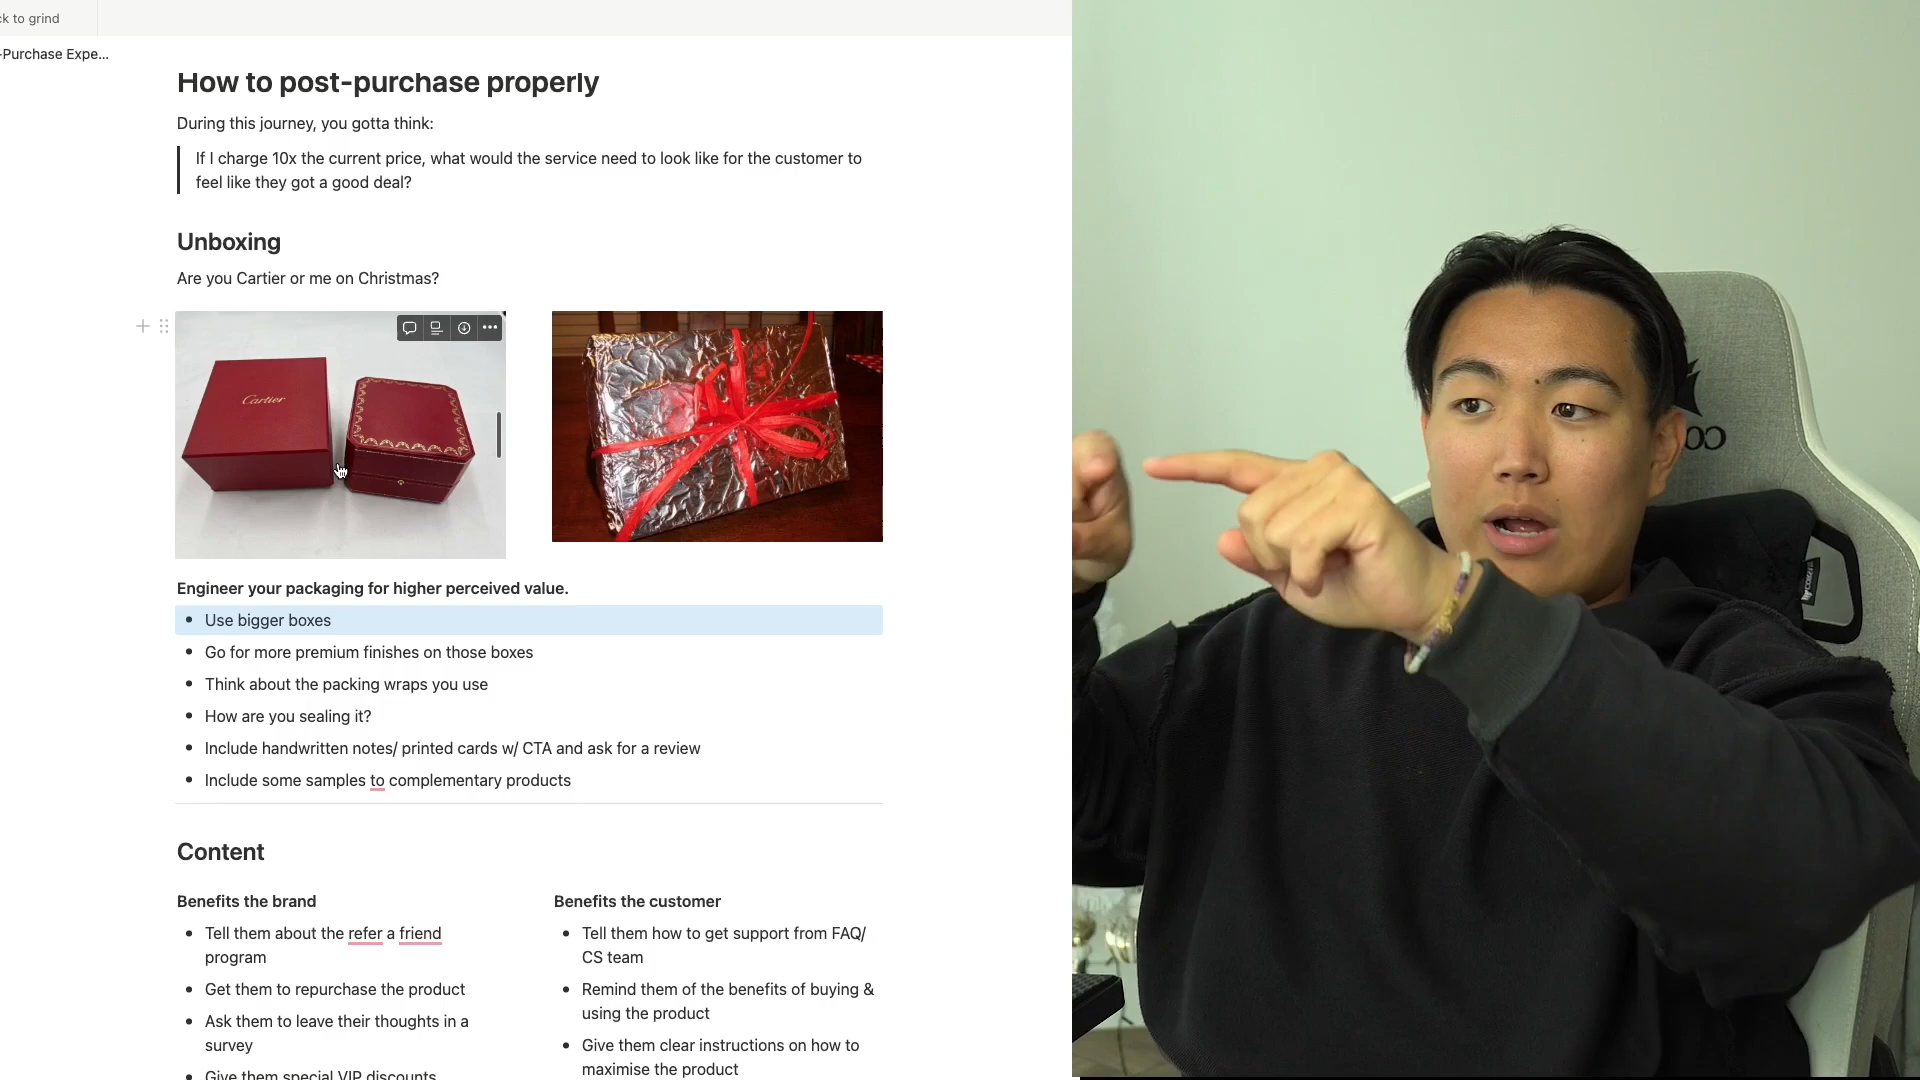 ck to grind
-Purchase Expe...
How to post-purchase properly
During this journey, you gotta think:
If I charge 10x the current price, what would the service need to look like for the customer to
feel like they got a good deal?
Unboxing
Are you Cartier or me on Christmas?
Cartier
Engineer your packaging for higher perceived value.
Use bigger boxes
Go for more premium finishes on those boxes
Think about the packing wraps you use
How are you sealing it?
Include handwritten notes/ printed cards w/ CTA and ask for a review
Include some samples to complementary products
Content
Benefits the brand
Tell them about the refer a friend
program
Get them to repurchase the product
Ask them to leave their thoughts in a
survey
Give them special VIP discounts
Benefits the customer
Tell them how to get support from FAQ/
CS team
Remind them of the benefits of buying &
using the product
Give them clear instructions on how to
maximise the product